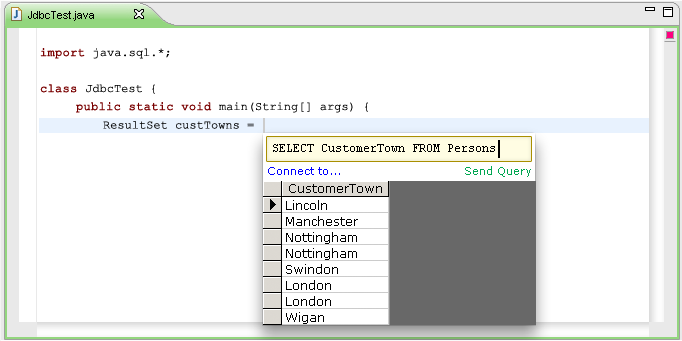 JdbcTest.java
import java.sql.*;
class JdbcTest {
public static void main(String[] args) {
ResultSet custTowns =
SELECT CustomerTown FROM Persons
Connect to... Send Query
CustomerTown
Lincoln
Manchester
Nottingham
Nottingham
Swindon
London
London
Wigan